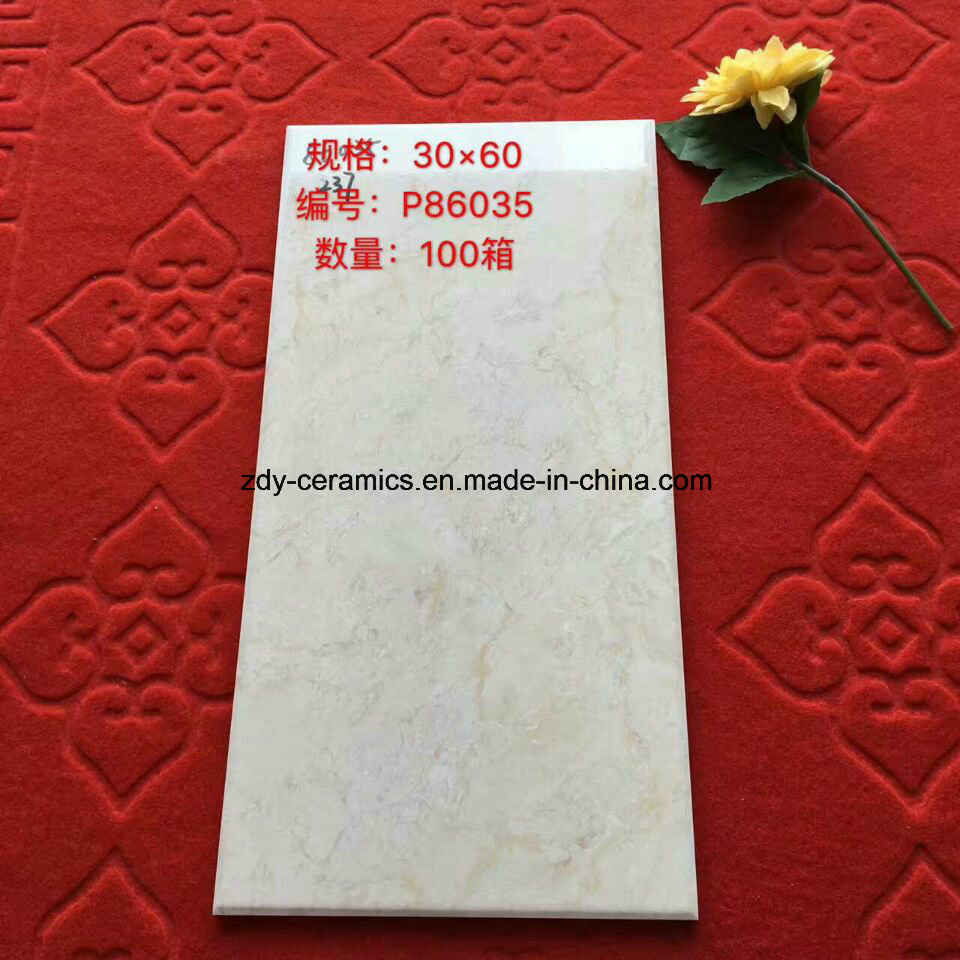 规格：30×60
237
编号：P86035
数量：100箱
zdy-ceramics.en.made-in-china.com